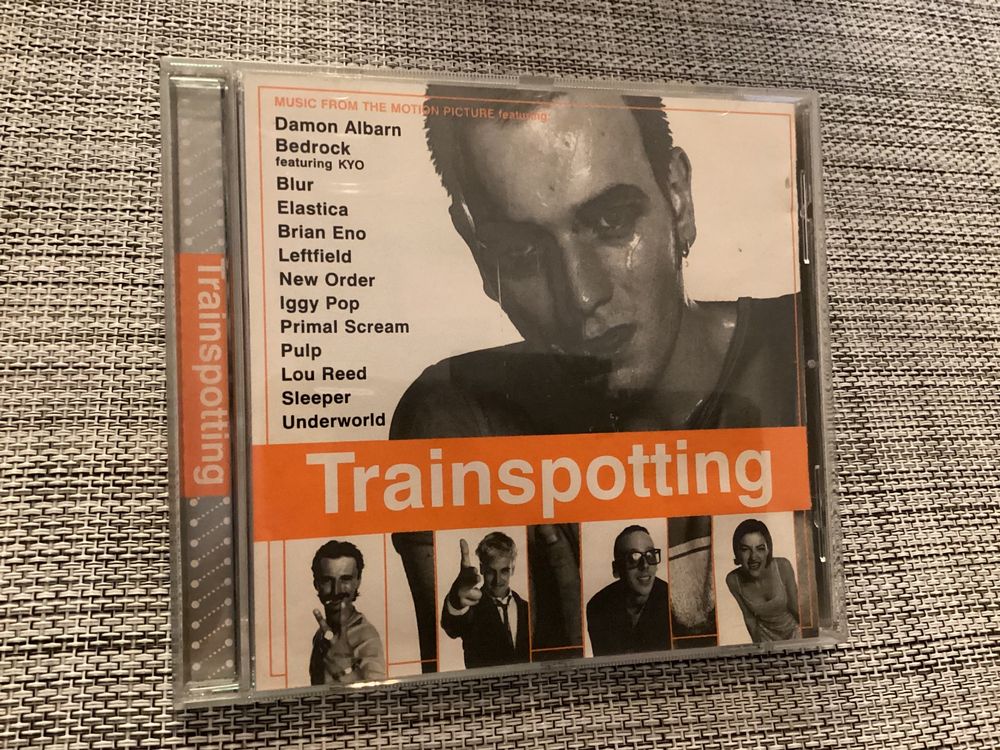 MUSIC FROM THE MOTION PICTURE featuring:
Damon Albarn
Bedrock
featuring KYO
Blur
Elastica
Brian Eno
Leftfield
New Order
Iggy Pop
Primal Scream
Pulp
Lou Reed
Sleeper
Underworld
Trainspotting
Trainspotting